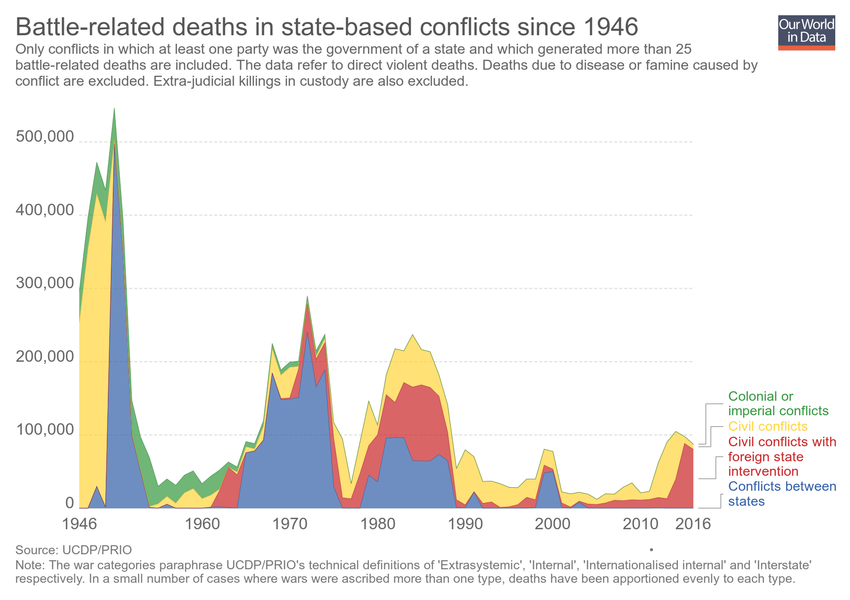 Battle-related deaths in state-based conflicts since 1946
Our World
in Data
Only conflicts in which at least one party was the government of a state and which generated more than 25
battle-related deaths are included. The data refer to direct violent deaths. Deaths due to disease or famine caused by
conflict are excluded. Extra-judicial killings in custody are also excluded.
500,000
400,000
300,000
200,000
100,000
0
1946
1960
1970
1980
1990
2000
2010
2016
Colonial or
imperial conflicts
Civil conflicts
Civil conflicts with
foreign state
intervention
Conflicts between
states
Source: UCDP/PRIO
Note: The war categories paraphrase UCDP/PRIO's technical definitions of 'Extrasystemic', 'Internal', 'Internationalised internal' and 'Interstate'
respectively. In a small number of cases where wars were ascribed more than one type, deaths have been apportioned evenly to each type.